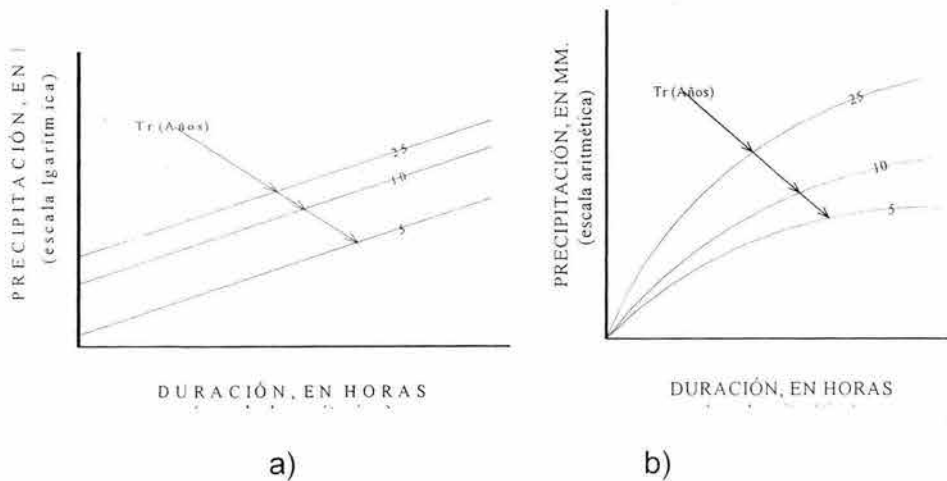 PRECIPITACIÓN, EN
(escala lgarítmica)
Tr (Años)
25
10
5
DURACIÓN, EN HORAS
a)
PRECIPITACIÓN, EN MM.
(escala aritmética)
Tr (Años)
25
10
5
DURACIÓN, EN HORAS
b)